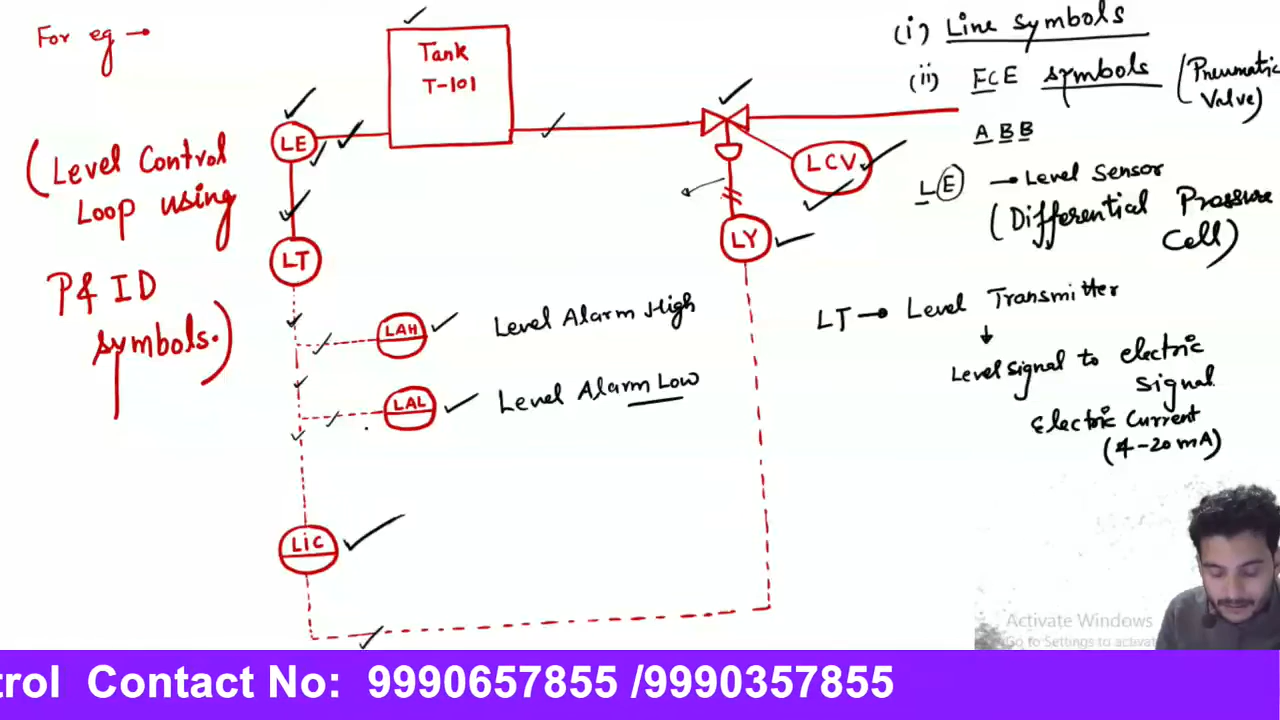 For eg →
(Level Control
Loop using
P& ID
symbols.)
Tank
T-101
LE
LT
LAH
Level Alarm High
LAL
Level Alarm Low
LIC
LCV
LY
(i) Line symbols
(ii) FCE symbols (Pneumatic
Valve)
A B B
LE → Level Sensor
(Differential Pressure
Cell)
LT → Level Transmitter
↓
Level signal to electric
signal
Electric Current
(4-20 mA)
Activate Windows
Go to Settings to activat
trol Contact No: 9990657855 /9990357855